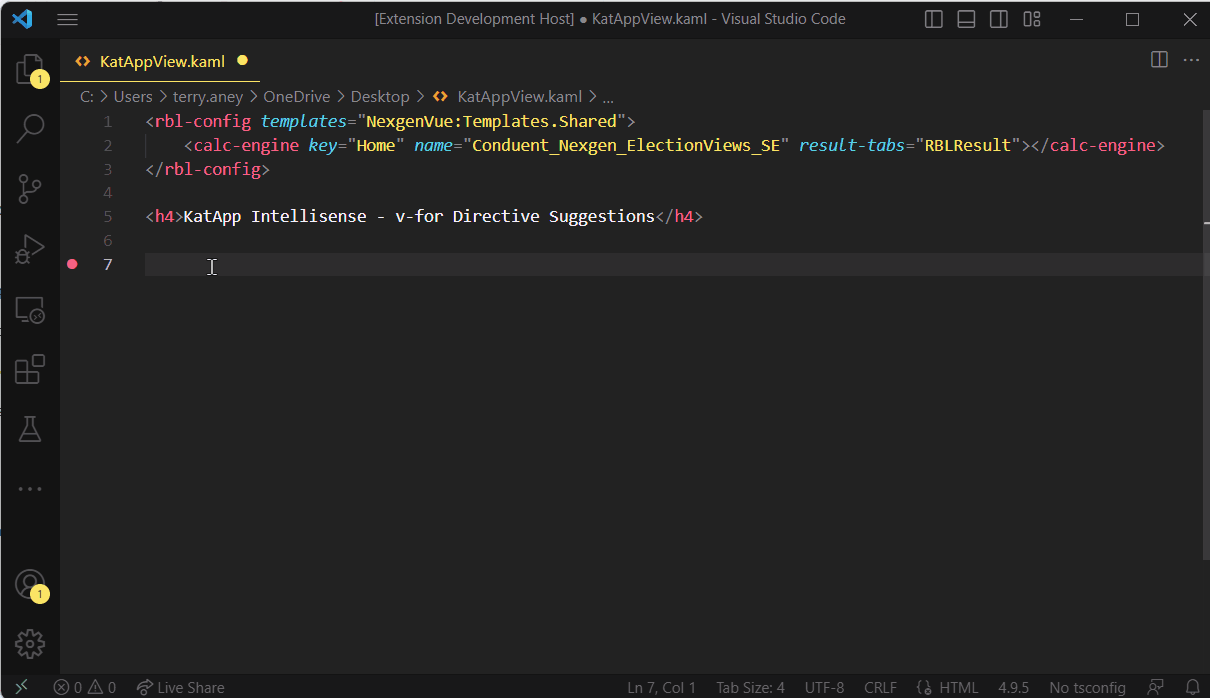 [Extension Development Host] ● KatAppView.kaml - Visual Studio Code
KatAppView.kaml
C: > Users > terry.aney > OneDrive > Desktop > KatAppView.kaml > ...
1 <rbl-config templates="NexgenVue:Templates.Shared">
2 <calc-engine key="Home" name="Conduent_Nexgen_ElectionViews_SE" result-tabs="RBLResult"></calc-engine>
3 </rbl-config>
4
5 <h4>KatApp Intellisense - v-for Directive Suggestions</h4>
6
7
1
1
0 0 Live Share Ln 7, Col 1 Tab Size: 4 UTF-8 CRLF HTML 4.9.5 No tsconfig